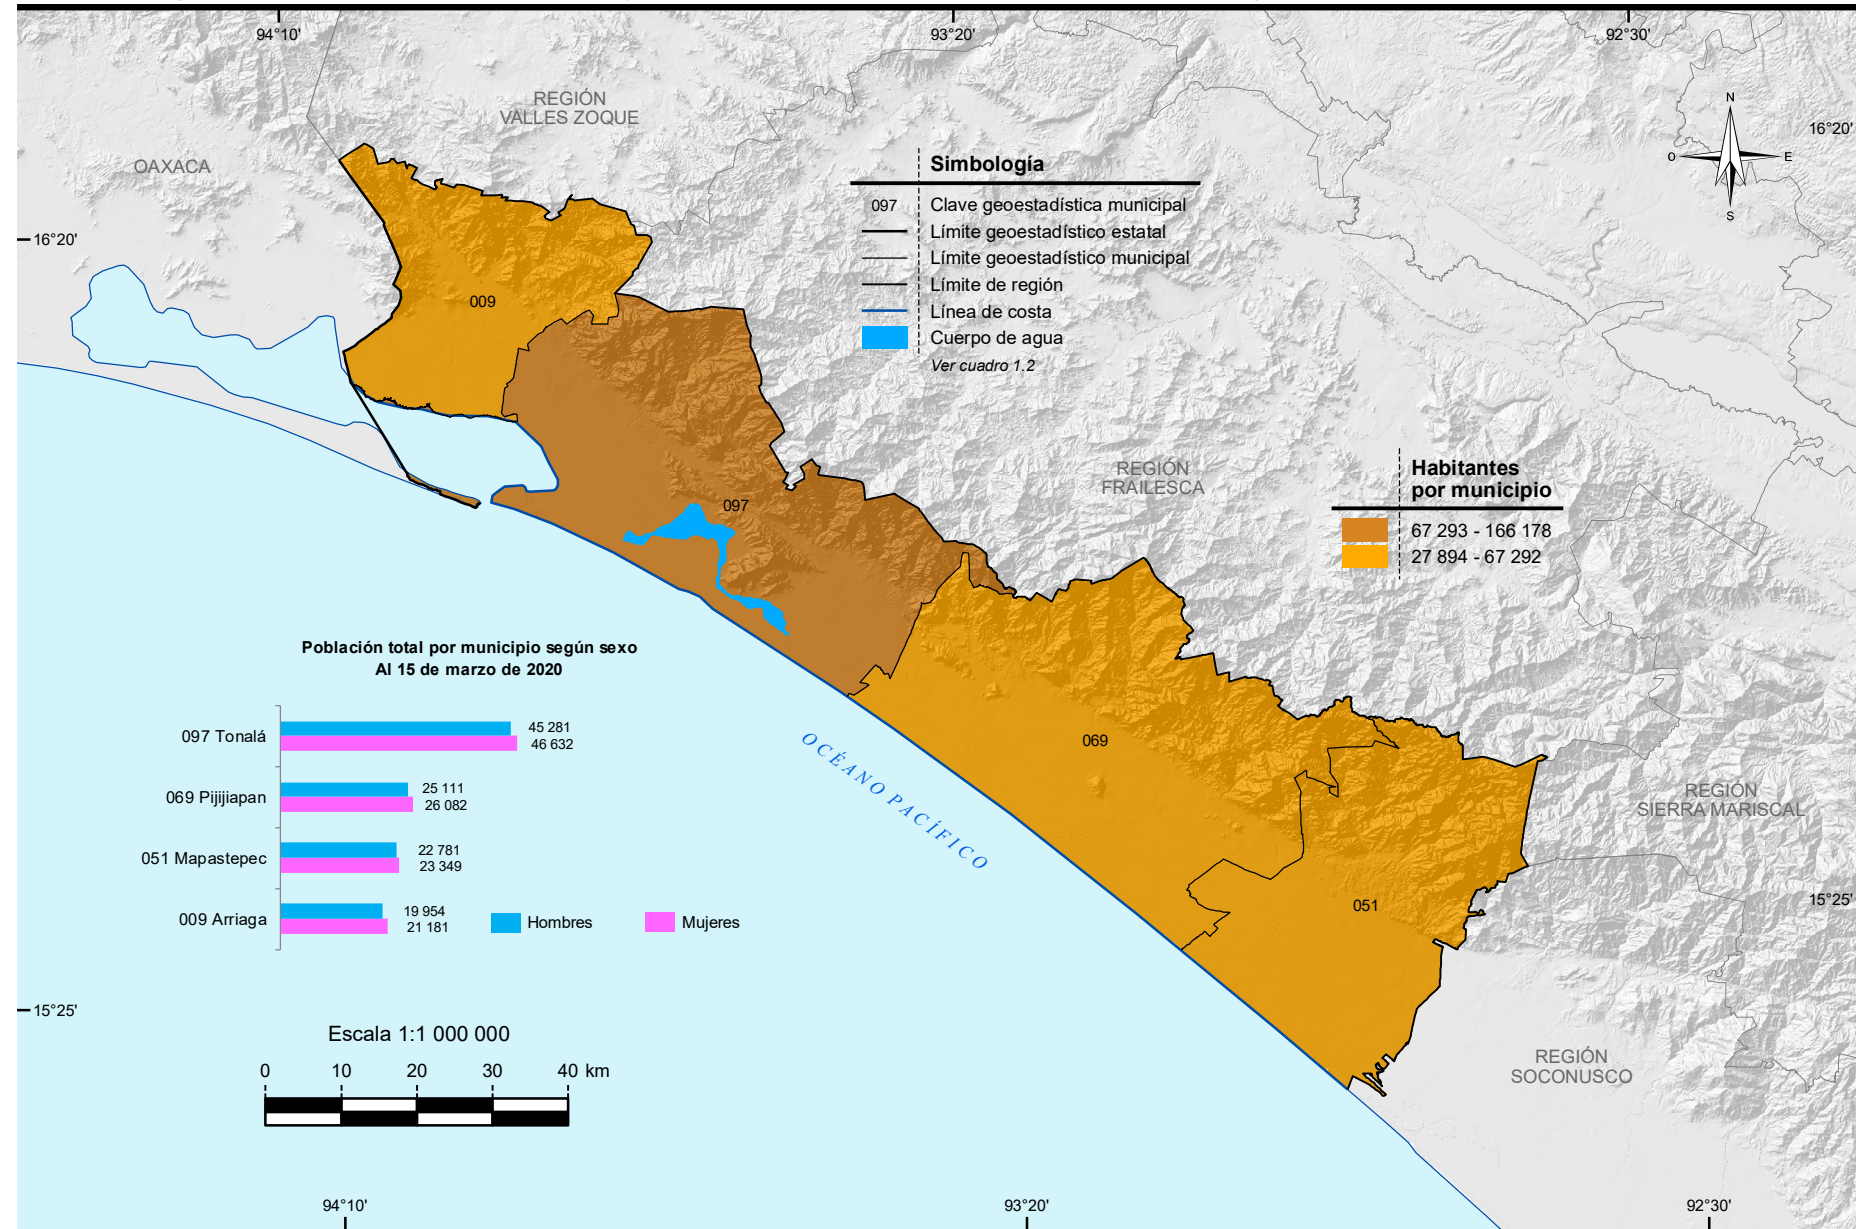 94°10'
93°20'
92°30'
REGIÓN
VALLES ZOQUE
OAXACA
16°20'
N
O
E
S
16°20'
Simbología
097 Clave geoestadística municipal
Límite geoestadístico estatal
Límite geoestadístico municipal
Límite de región
Línea de costa
Cuerpo de agua
Ver cuadro 1.2
009
097
REGIÓN
FRAILESCA
Habitantes
por municipio
67 293 - 166 178
27 894 - 67 292
Población total por municipio según sexo
Al 15 de marzo de 2020
097 Tonalá
45 281
46 632
069 Pijijiapan
25 111
26 082
051 Mapastepec
22 781
23 349
009 Arriaga
19 954
21 181
Hombres
Mujeres
OCÉANO PACÍFICO
069
051
REGIÓN
SIERRA MARISCAL
15°25'
15°25'
REGIÓN
SOCONUSCO
Escala 1:1 000 000
0 10 20 30 40 km
94°10'
93°20'
92°30'